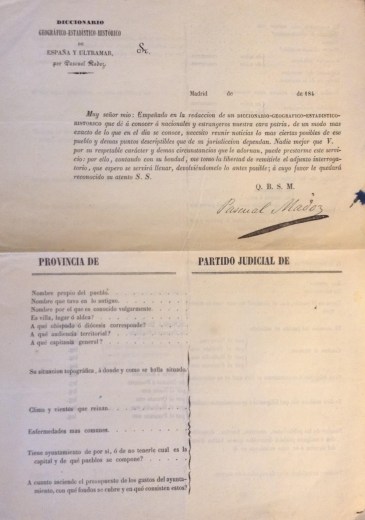 DICCIONARIO
GEOGRÁFICO-ESTADÍSTICO HISTÓRICO
DE
ESPAÑA Y ULTRAMAR,
por Pascual Madoz.
Sr.
Madrid de de 184
Muy señor mio: Empeñado en la redaccion de un DICCIONARIO-GEOGRAFICO-ESTADISTICO-
HISTORICO que dé á conocer á nacionales y estrangeros nuestra cara patria, de un modo mas
exacto de lo que en el dia se conoce, necesito reunir noticias lo mas ciertas posibles de ese
pueblo y demas puntos descriptibles que de su jurisdiccion dependan. Nadie mejor que V.
por su respetable carácter y demas circunstancias que le adornan, puede prestarme este servi-
cio: por ello, contando con su bondad, me tomo la libertad de remitirle el adjunto interroga-
torio, que espero se servirá llenar, devolviéndomelo lo antes posible; á cuyo favor le quedará
reconocido su atento S. S.
Q. B. S. M.
Pascual Madoz
PROVINCIA DE
PARTIDO JUDICIAL DE
Nombre propio del pueblo.
Nombre que tuvo en lo antiguo.
Nombre por el que es conocido vulgarmente.
Es villa, lugar ó aldea?
A qué obispado ó diócesis corresponde?
A qué audiencia territorial?
A qué capitanía general?
Su situacion topográfica, ó donde y como se halla situado.
Clima y vientos que reinan.
Enfermedades mas comunes.
Tiene ayuntamiento de por sí, ó de no tenerle cual es la
capital y de qué pueblos se compone?
A cuanto asciende el presupuesto de los gastos del ayunta-
miento, con qué fondos se cubre y en qué consisten estos?